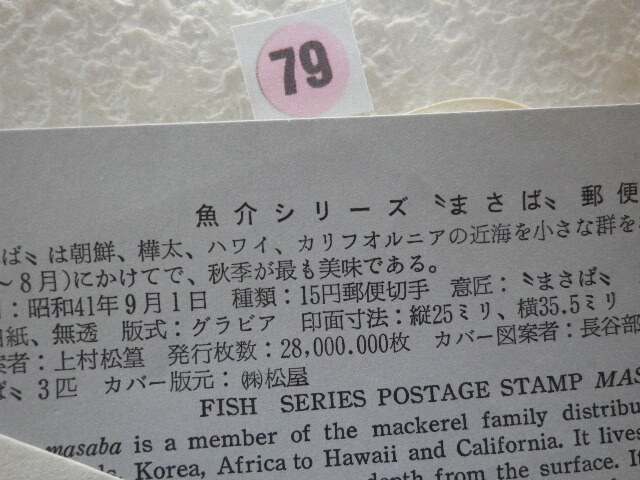 79
魚介シリーズ〝まさば〟郵便
ば〟は朝鮮、樺太、ハワイ、カリフオルニアの近海を小さな群を
~8月)にかけてで、秋季が最も美味である。
:昭和41年9月1日 種類:15円郵便切手 意匠:〝まさば〟
紙、無透 版式:グラビア 印面寸法:縦25ミリ、横35.5ミリ
案者:上村松篁 発行枚数:28,000.000枚 カバー図案者:長谷部
ば〟3匹 カバー版元:㈱松屋
FISH SERIES POSTAGE STAMP MAS
masaba is a member of the mackerel family distribu
Korea, Africa to Hawaii and California. It lives
depth from the surface. It